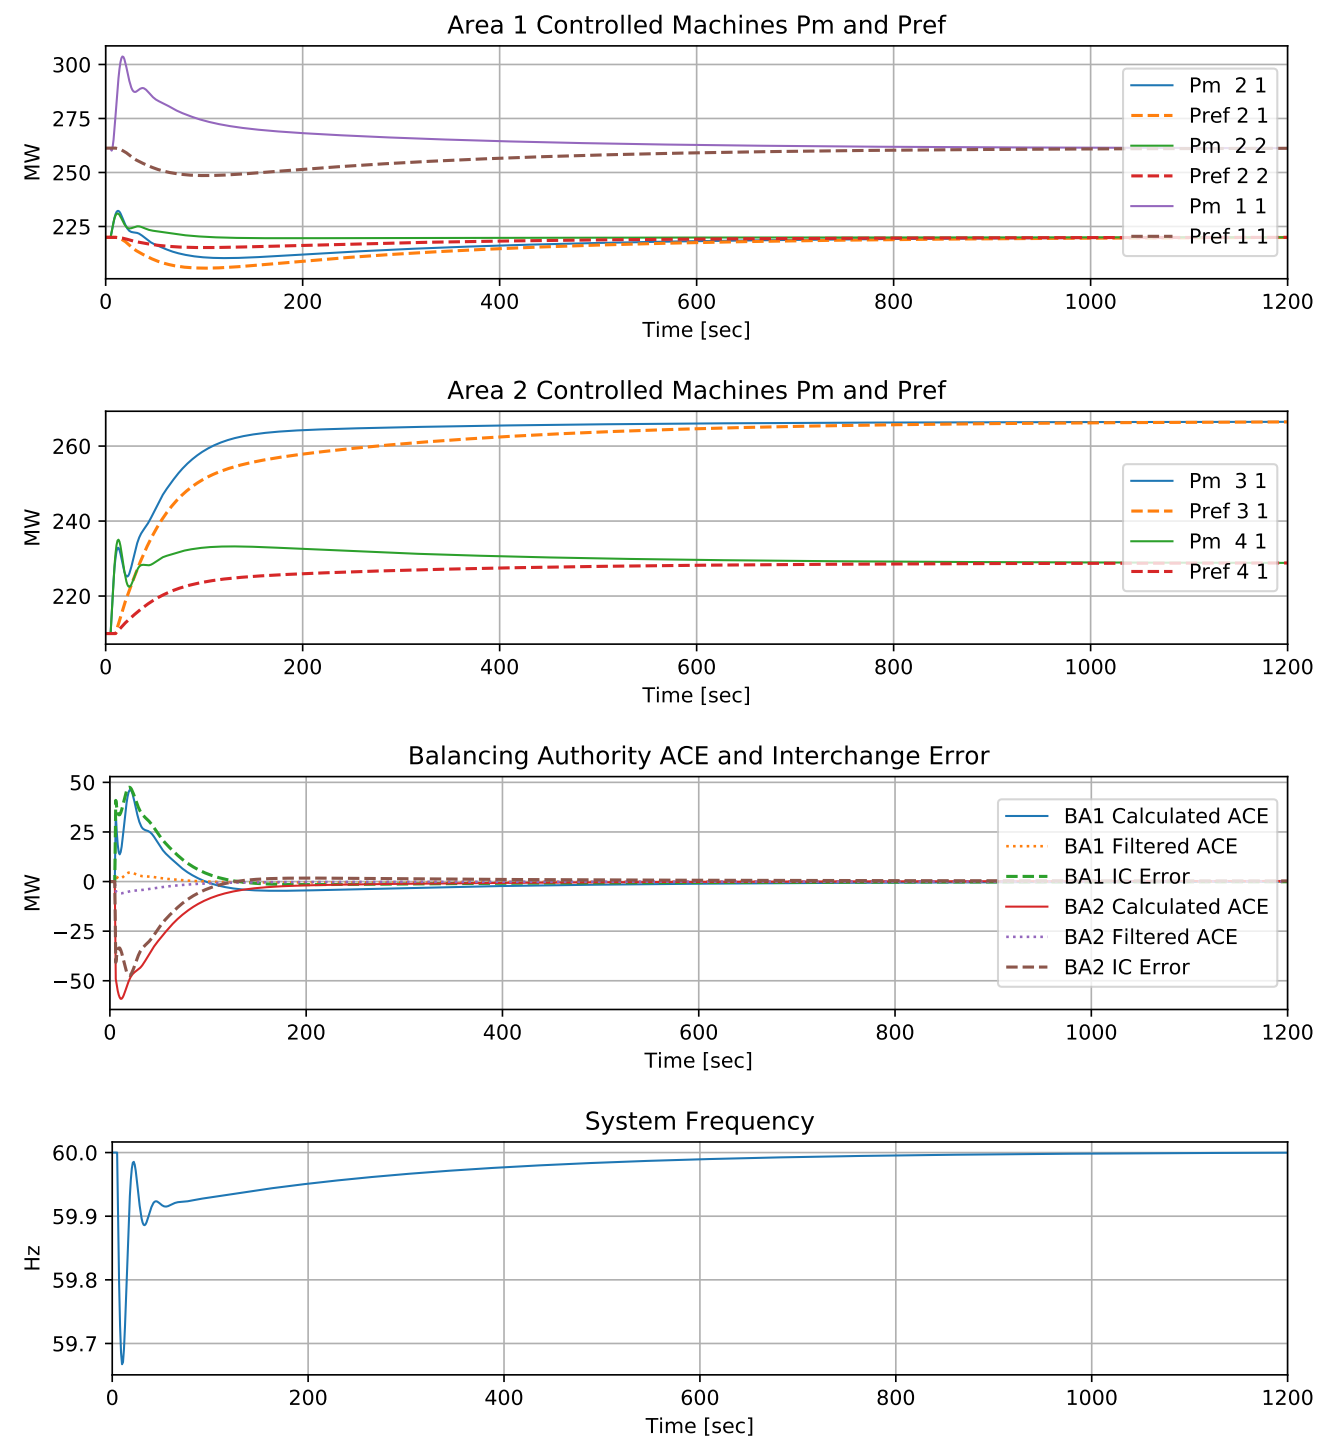 Area 1 Controlled Machines Pm and Pref
MW
300
275
250
225
Pm 2 1
Pref 2 1
Pm 2 2
Pref 2 2
Pm 1 1
Pref 1 1
0 200 400 600 800 1000 1200
Time [sec]
Area 2 Controlled Machines Pm and Pref
MW
260
240
220
Pm 3 1
Pref 3 1
Pm 4 1
Pref 4 1
0 200 400 600 800 1000 1200
Time [sec]
Balancing Authority ACE and Interchange Error
MW
50
25
0
−25
−50
BA1 Calculated ACE
BA1 Filtered ACE
BA1 IC Error
BA2 Calculated ACE
BA2 Filtered ACE
BA2 IC Error
0 200 400 600 800 1000 1200
Time [sec]
System Frequency
Hz
60.0
59.9
59.8
59.7
0 200 400 600 800 1000 1200
Time [sec]